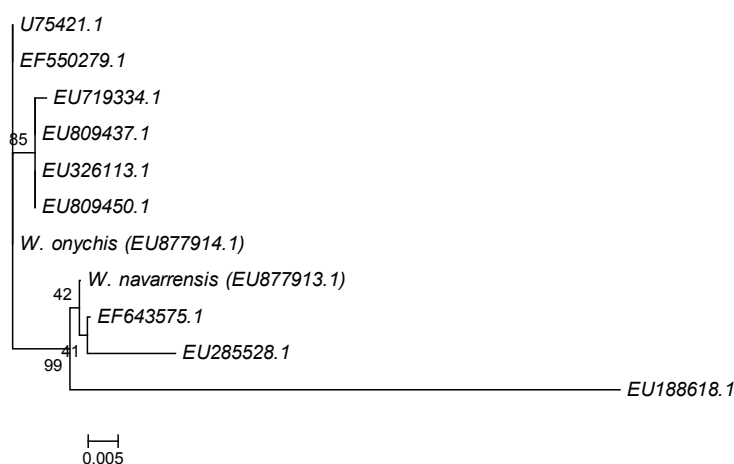 U75421.1
EF550279.1
EU719334.1
85
EU809437.1
EU326113.1
EU809450.1
W. onychis (EU877914.1)
W. navarrensis (EU877913.1)
42
EF643575.1
41
EU285528.1
99
EU188618.1
0.005